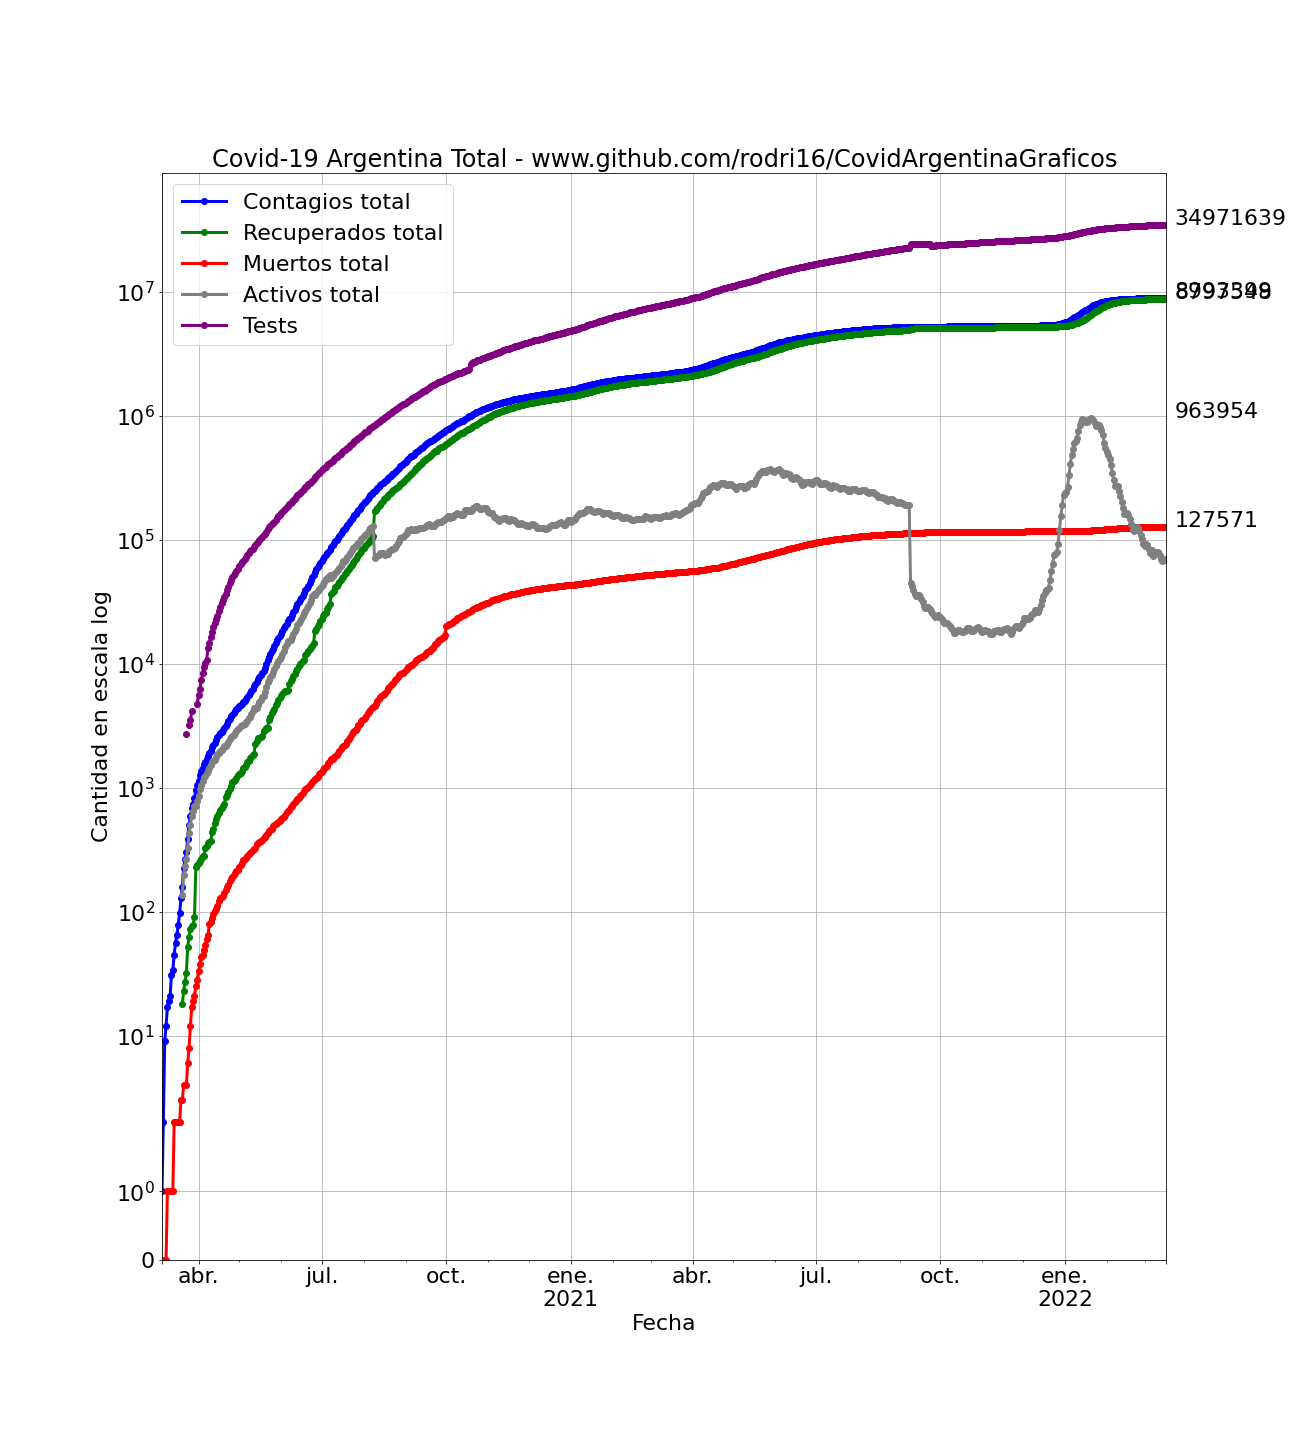 Covid-19 Argentina Total - www.github.com/rodri16/CovidArgentinaGraficos
Contagios total
Recuperados total
Muertos total
Activos total
Tests
34971639
963954
127571
10^7
10^6
10^5
10^4
10^3
10^2
10^1
10^0
0
Cantidad en escala log
abr.
jul.
oct.
ene.
2021
abr.
jul.
oct.
ene.
2022
Fecha